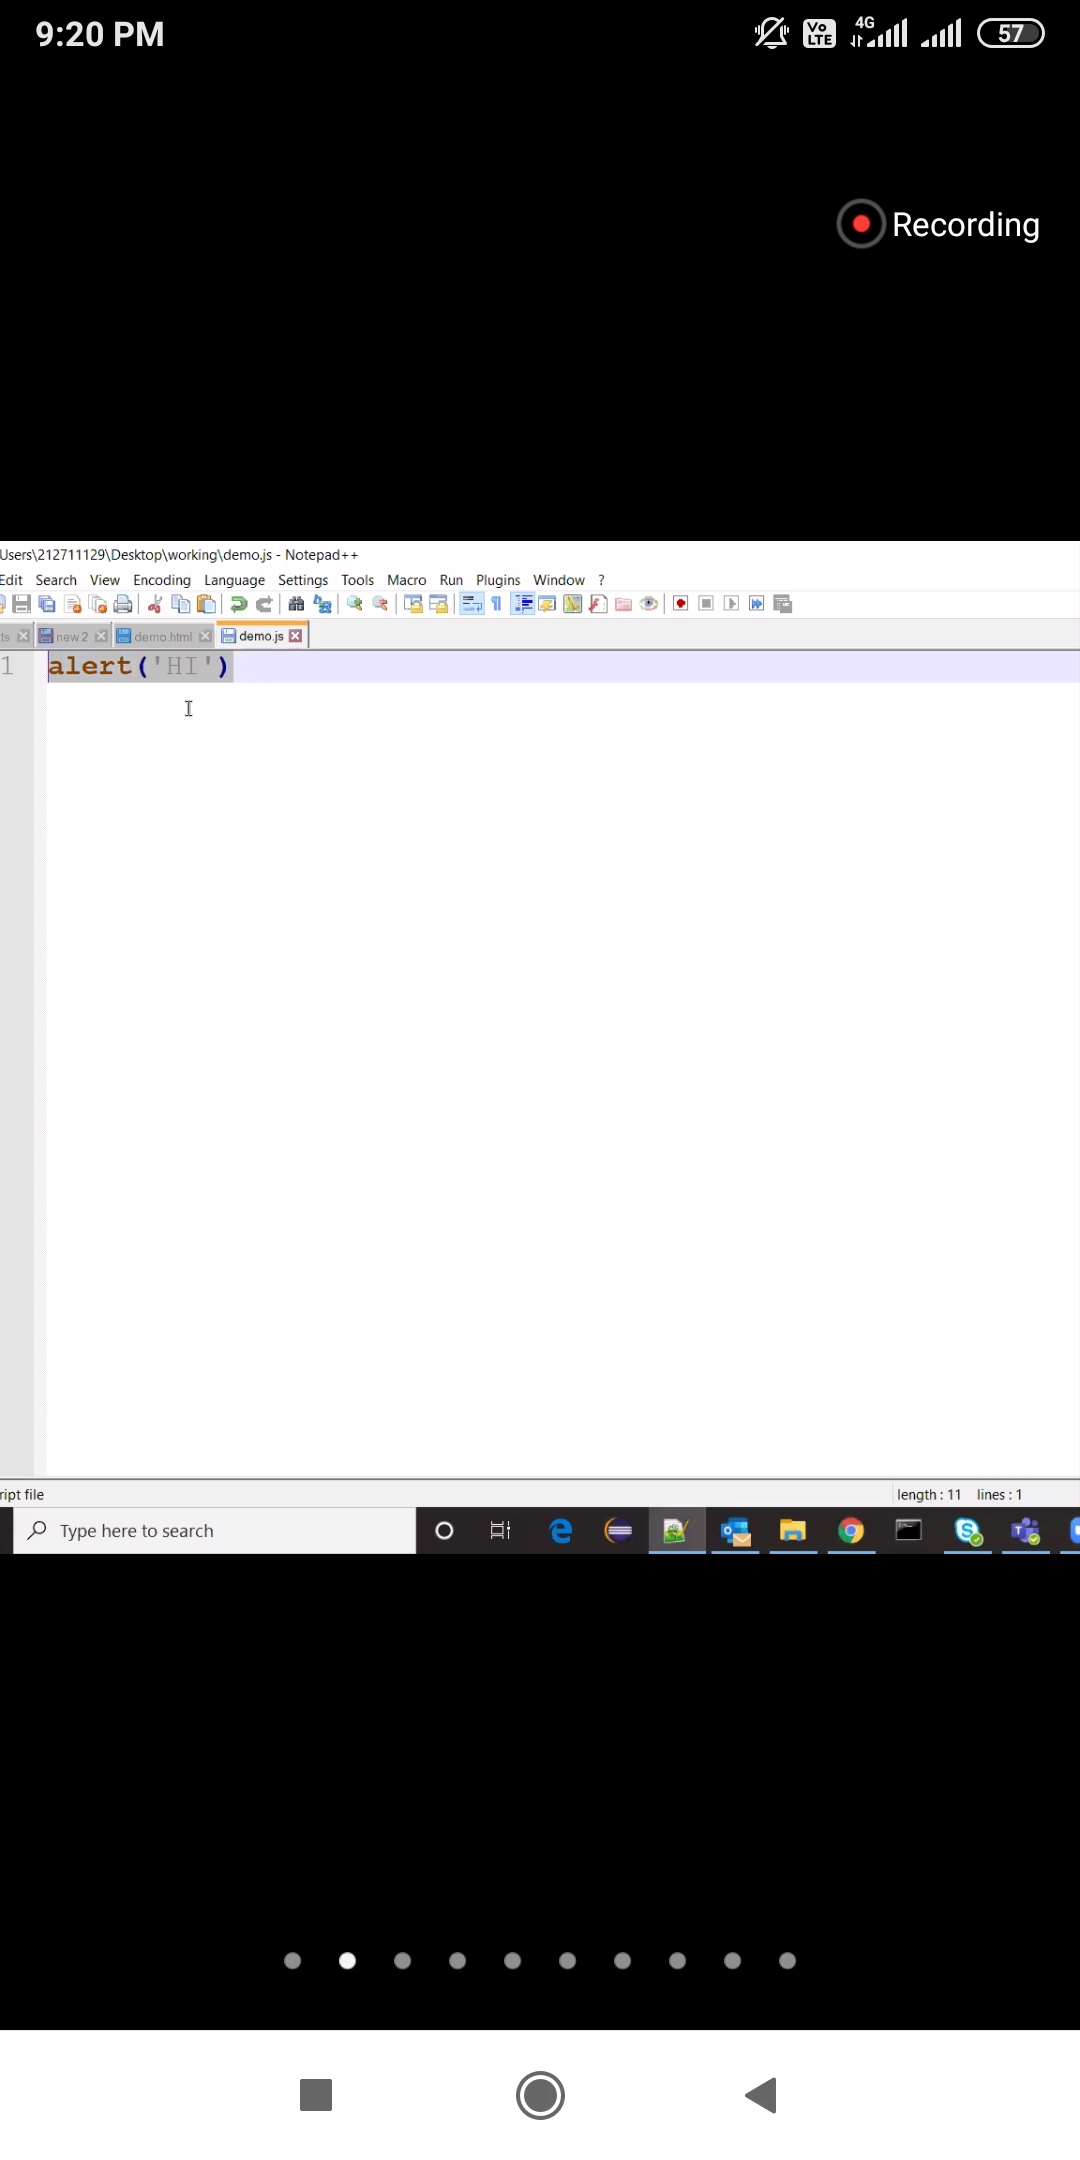 9:20 PM
Vo LTE
4G
57
Recording
Users\212711129\Desktop\working\demo.js - Notepad++
Edit Search View Encoding Language Settings Tools Macro Run Plugins Window ?
ts new 2 demo.html demo.js
1 alert('HI')
ript file length : 11 lines : 1
Type here to search